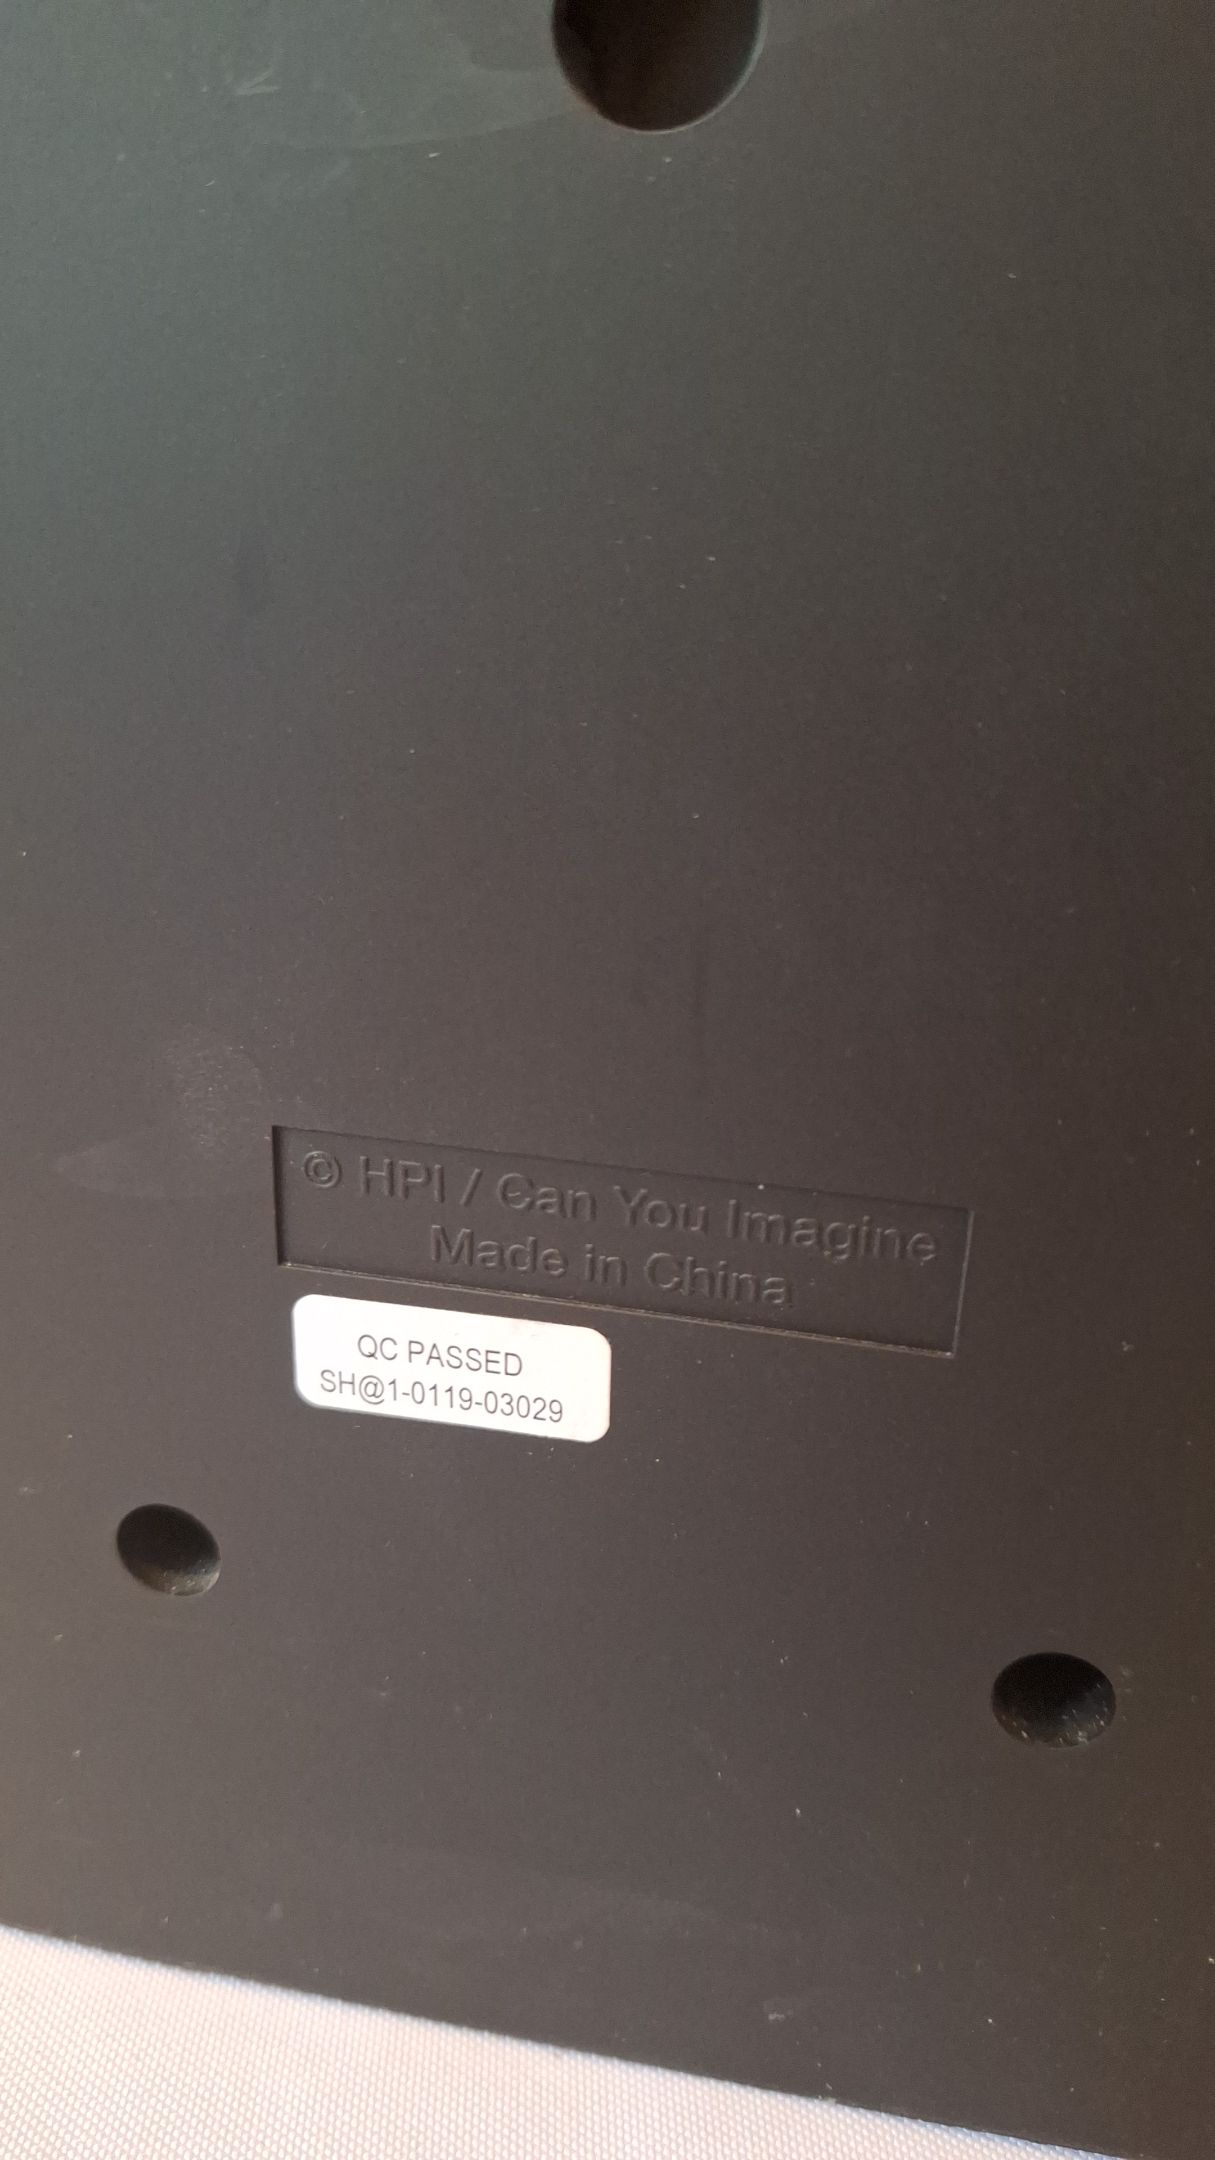 © HPI / Can You Imagine
Made in China
QC PASSED
SH@1-0119-03029